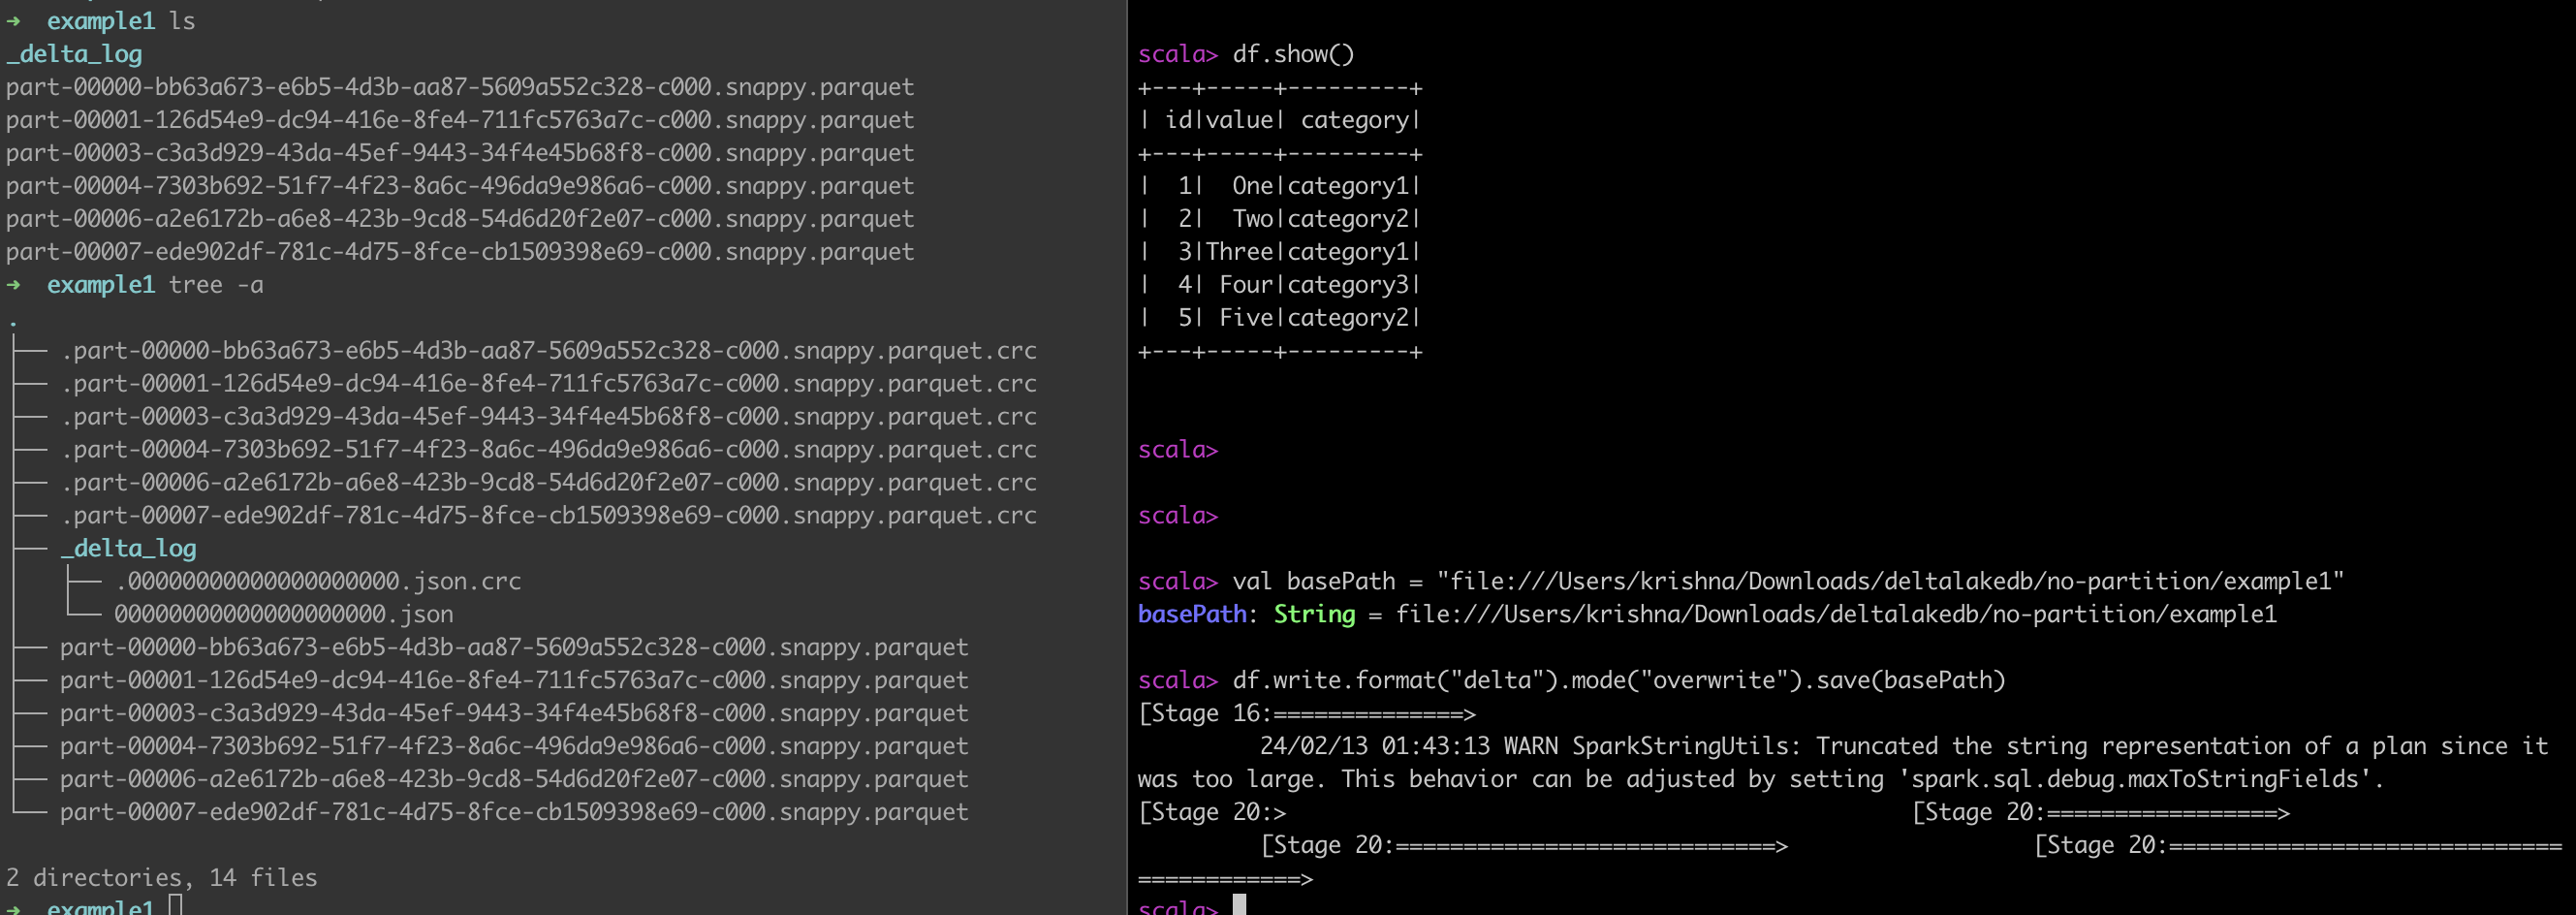 →  example1 ls
_delta_log
part-00000-bb63a673-e6b5-4d3b-aa87-5609a552c328-c000.snappy.parquet
part-00001-126d54e9-dc94-416e-8fe4-711fc5763a7c-c000.snappy.parquet
part-00003-c3a3d929-43da-45ef-9443-34f4e45b68f8-c000.snappy.parquet
part-00004-7303b692-51f7-4f23-8a6c-496da9e986a6-c000.snappy.parquet
part-00006-a2e6172b-a6e8-423b-9cd8-54d6d20f2e07-c000.snappy.parquet
part-00007-ede902df-781c-4d75-8fce-cb1509398e69-c000.snappy.parquet
→  example1 tree -a
.
├── .part-00000-bb63a673-e6b5-4d3b-aa87-5609a552c328-c000.snappy.parquet.crc
├── .part-00001-126d54e9-dc94-416e-8fe4-711fc5763a7c-c000.snappy.parquet.crc
├── .part-00003-c3a3d929-43da-45ef-9443-34f4e45b68f8-c000.snappy.parquet.crc
├── .part-00004-7303b692-51f7-4f23-8a6c-496da9e986a6-c000.snappy.parquet.crc
├── .part-00006-a2e6172b-a6e8-423b-9cd8-54d6d20f2e07-c000.snappy.parquet.crc
├── .part-00007-ede902df-781c-4d75-8fce-cb1509398e69-c000.snappy.parquet.crc
├── _delta_log
│   ├── .00000000000000000000.json.crc
│   └── 00000000000000000000.json
├── part-00000-bb63a673-e6b5-4d3b-aa87-5609a552c328-c000.snappy.parquet
├── part-00001-126d54e9-dc94-416e-8fe4-711fc5763a7c-c000.snappy.parquet
├── part-00003-c3a3d929-43da-45ef-9443-34f4e45b68f8-c000.snappy.parquet
├── part-00004-7303b692-51f7-4f23-8a6c-496da9e986a6-c000.snappy.parquet
├── part-00006-a2e6172b-a6e8-423b-9cd8-54d6d20f2e07-c000.snappy.parquet
└── part-00007-ede902df-781c-4d75-8fce-cb1509398e69-c000.snappy.parquet
2 directories, 14 files
→  example1
scala> df.show()
+---+-----+---------+
| id|value| category|
+---+-----+---------+
|  1|  One|category1|
|  2|  Two|category2|
|  3|Three|category1|
|  4| Four|category3|
|  5| Five|category2|
+---+-----+---------+
scala>
scala>
scala> val basePath = "file:///Users/krishna/Downloads/deltalakedb/no-partition/example1"
basePath: String = file:///Users/krishna/Downloads/deltalakedb/no-partition/example1
scala> df.write.format("delta").mode("overwrite").save(basePath)
[Stage 16:==============>
24/02/13 01:43:13 WARN SparkStringUtils: Truncated the string representation of a plan since it
was too large. This behavior can be adjusted by setting 'spark.sql.debug.maxToStringFields'.
[Stage 20:> [Stage 20:=================>
[Stage 20:============================> [Stage 20:=============================
============>
scala>